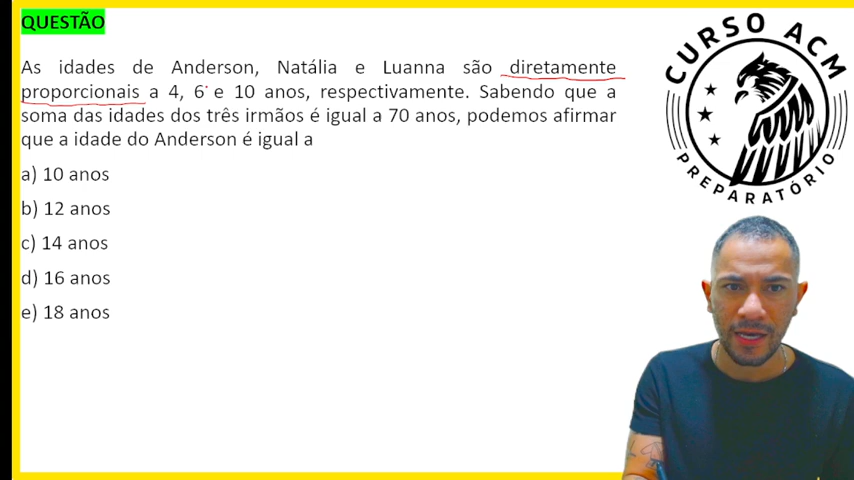 QUESTÃO
As idades de Anderson, Natália e Luanna são diretamente
proporcionais a 4, 6 e 10 anos, respectivamente. Sabendo que a
soma das idades dos três irmãos é igual a 70 anos, podemos afirmar
que a idade do Anderson é igual a
a) 10 anos
b) 12 anos
c) 14 anos
d) 16 anos
e) 18 anos
CURSO ACM
PREPARATÓRIO